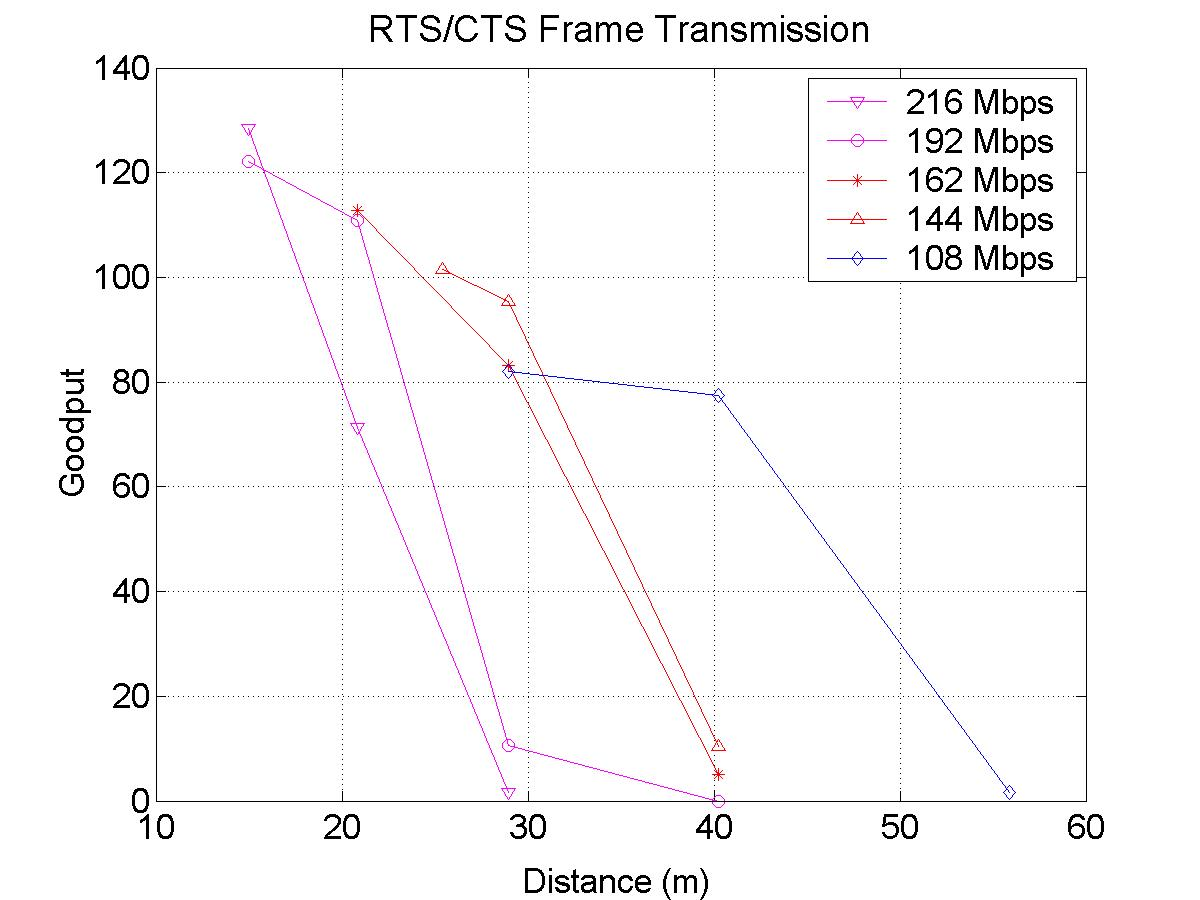 RTS/CTS Frame Transmission
140
120
100
80
60
40
20
0
10 20 30 40 50 60
Goodput
Distance (m)
216 Mbps
192 Mbps
162 Mbps
144 Mbps
108 Mbps